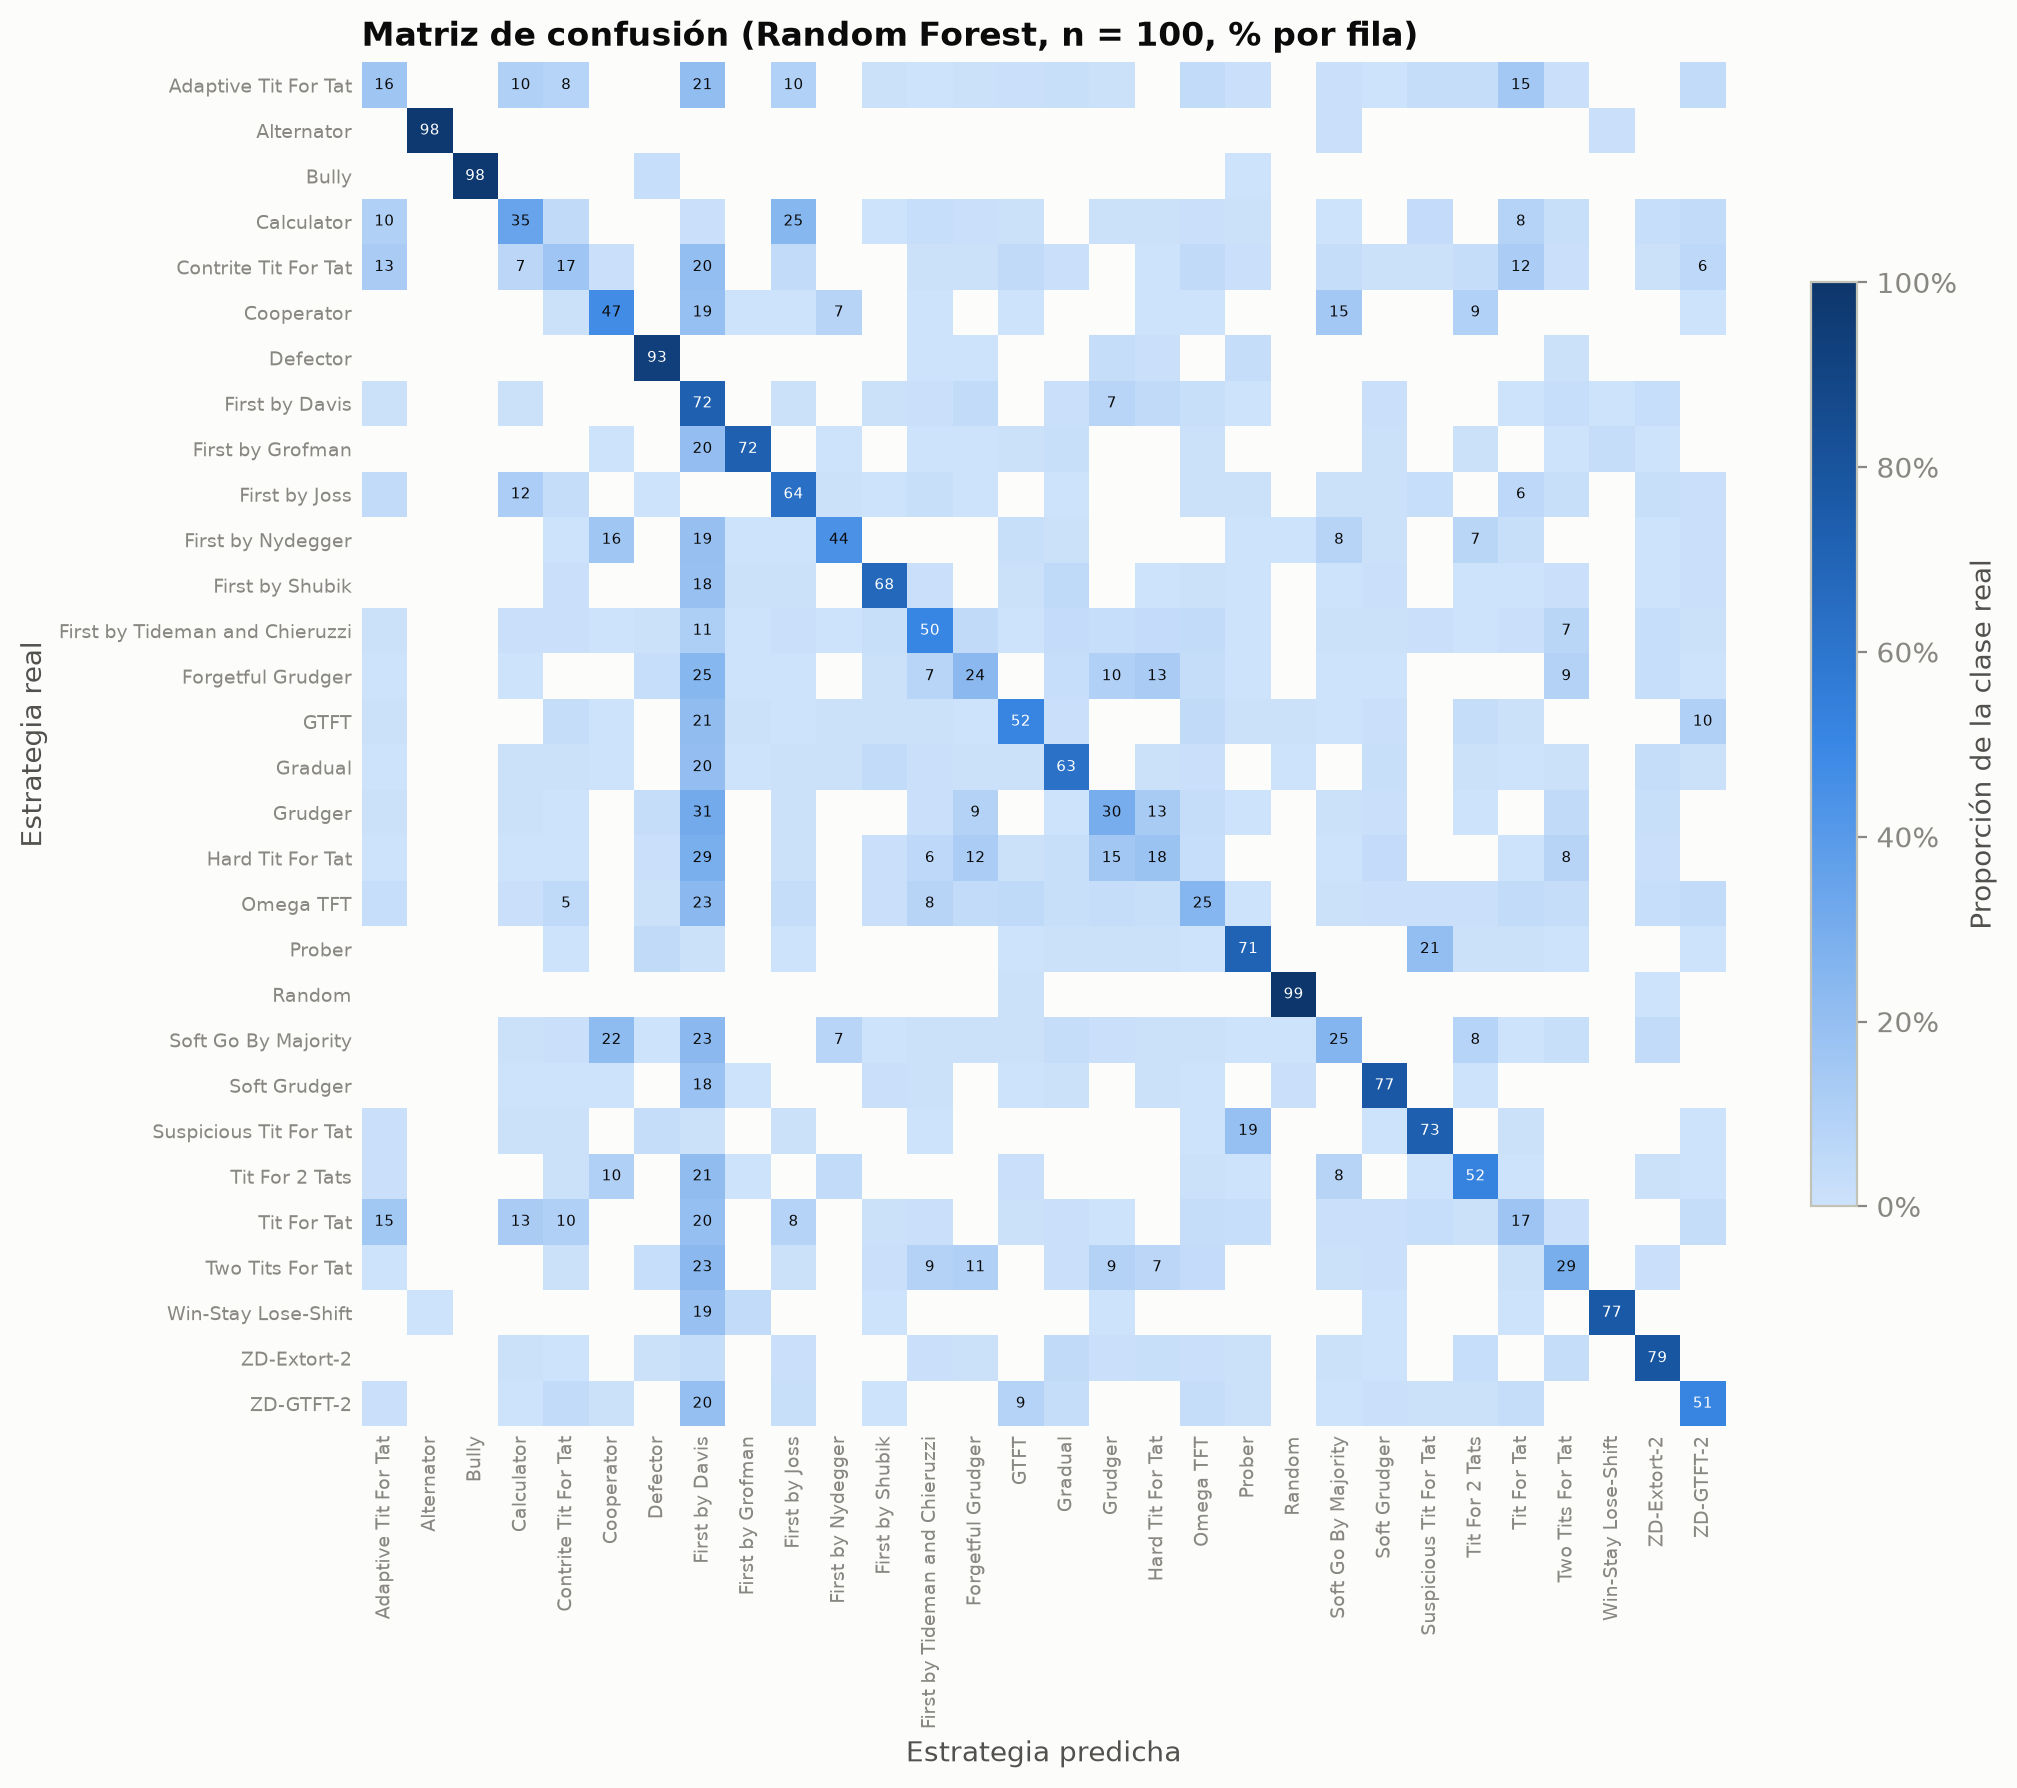 Matriz de confusión (Random Forest, n = 100, % por fila)
Adaptive Tit For Tat 16 10 8 21 10 15
Alternator 98
Bully 98
Calculator 10 35 25 8
Contrite Tit For Tat 13 7 17 20 12 6
Cooperator 47 19 7 15 9
Defector 93
First by Davis 72 7
First by Grofman 20 72
First by Joss 12 64 6
First by Nydegger 16 19 44 8 7
First by Shubik 18 68
First by Tideman and Chieruzzi 11 50 7
Forgetful Grudger 25 7 24 10 13 9
GTFT 21 52 10
Gradual 20 63
Grudger 31 9 30 13
Hard Tit For Tat 29 6 12 15 18 8
Omega TFT 5 23 8 25
Prober 71 21
Random 99
Soft Go By Majority 22 23 7 25 8
Soft Grudger 18 77
Suspicious Tit For Tat 19 73
Tit For 2 Tats 10 21 8 52
Tit For Tat 15 13 10 20 8 17
Two Tits For Tat 23 9 11 9 7 29
Win-Stay Lose-Shift 19 77
ZD-Extort-2 79
ZD-GTFT-2 20 9 51
Estrategia real
Adaptive Tit For Tat
Alternator
Bully
Calculator
Contrite Tit For Tat
Cooperator
Defector
First by Davis
First by Grofman
First by Joss
First by Nydegger
First by Shubik
First by Tideman and Chieruzzi
Forgetful Grudger
GTFT
Gradual
Grudger
Hard Tit For Tat
Omega TFT
Prober
Random
Soft Go By Majority
Soft Grudger
Suspicious Tit For Tat
Tit For 2 Tats
Tit For Tat
Two Tits For Tat
Win-Stay Lose-Shift
ZD-Extort-2
ZD-GTFT-2
Estrategia predicha
100%
80%
60%
40%
20%
0%
Proporción de la clase real